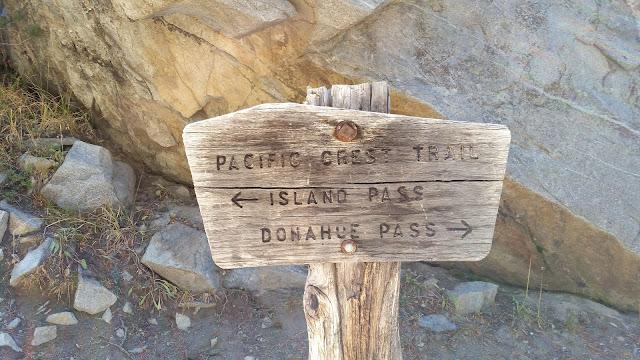 PACIFIC CREST TRAIL
← ISLAND PASS
DONAHUE PASS →